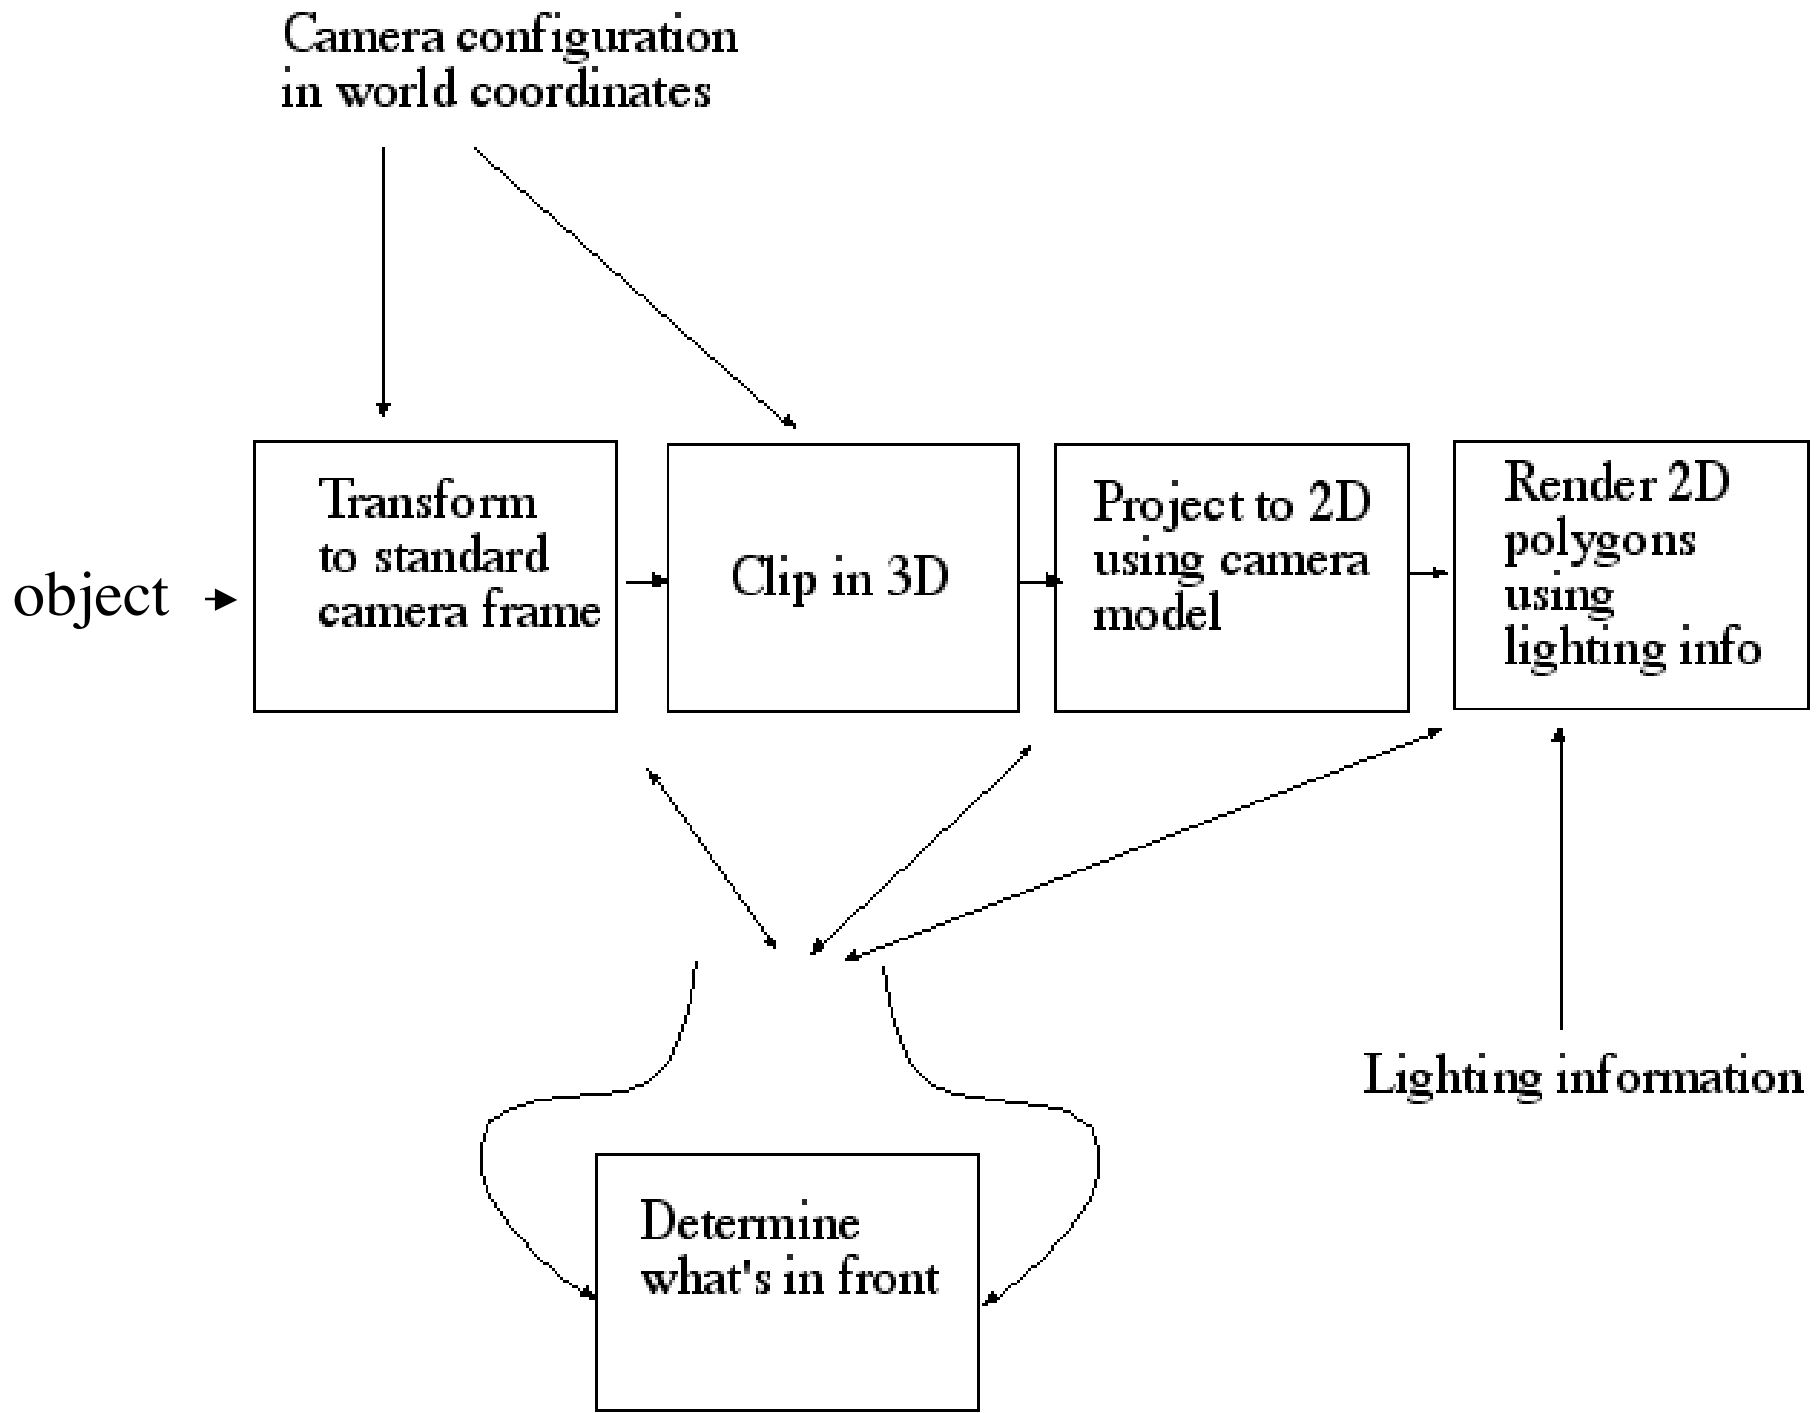 Camera configuration
in world coordinates
object
Transform
to standard
camera frame
Clip in 3D
Project to 2D
using camera
model
Render 2D
polygons
using
lighting info
Lighting information
Determine
what's in front